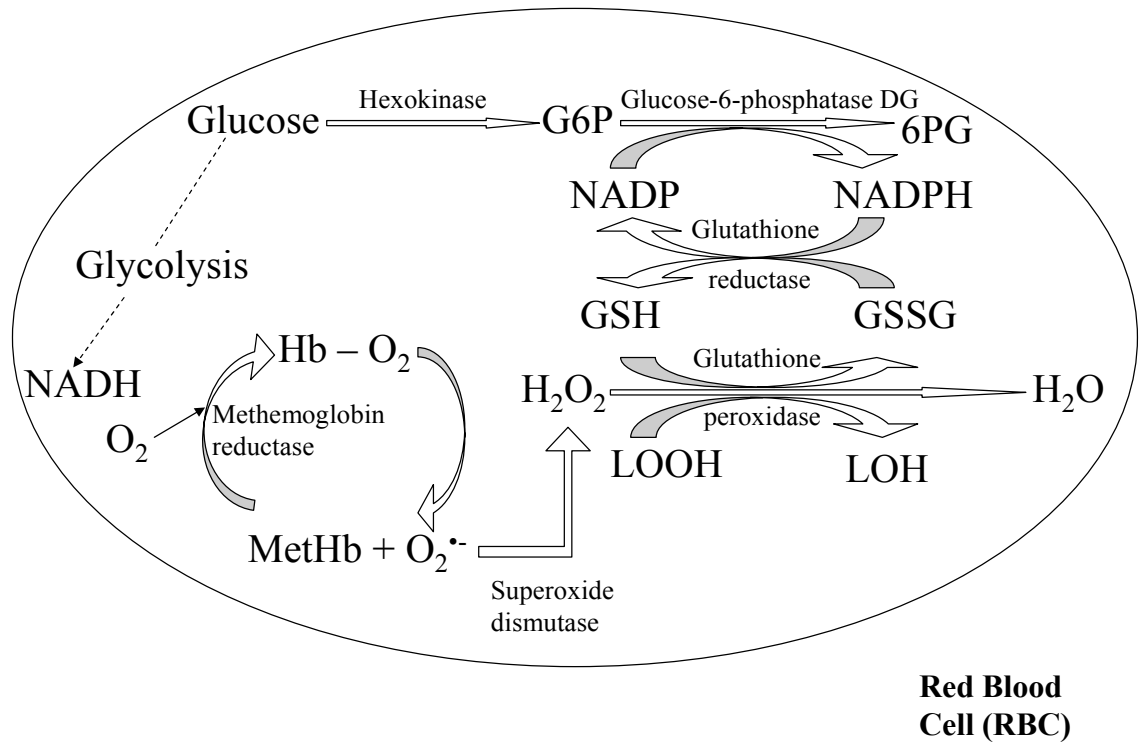 Hexokinase
Glucose-6-phosphatase DG
Glucose
G6P
6PG
NADP
NADPH
Glutathione
reductase
Glycolysis
GSH
GSSG
NADH
Hb – O₂
Glutathione
H₂O₂
H₂O
peroxidase
O₂
Methemoglobin
reductase
LOOH
LOH
MetHb + O₂•-
Superoxide
dismutase
Red Blood
Cell (RBC)